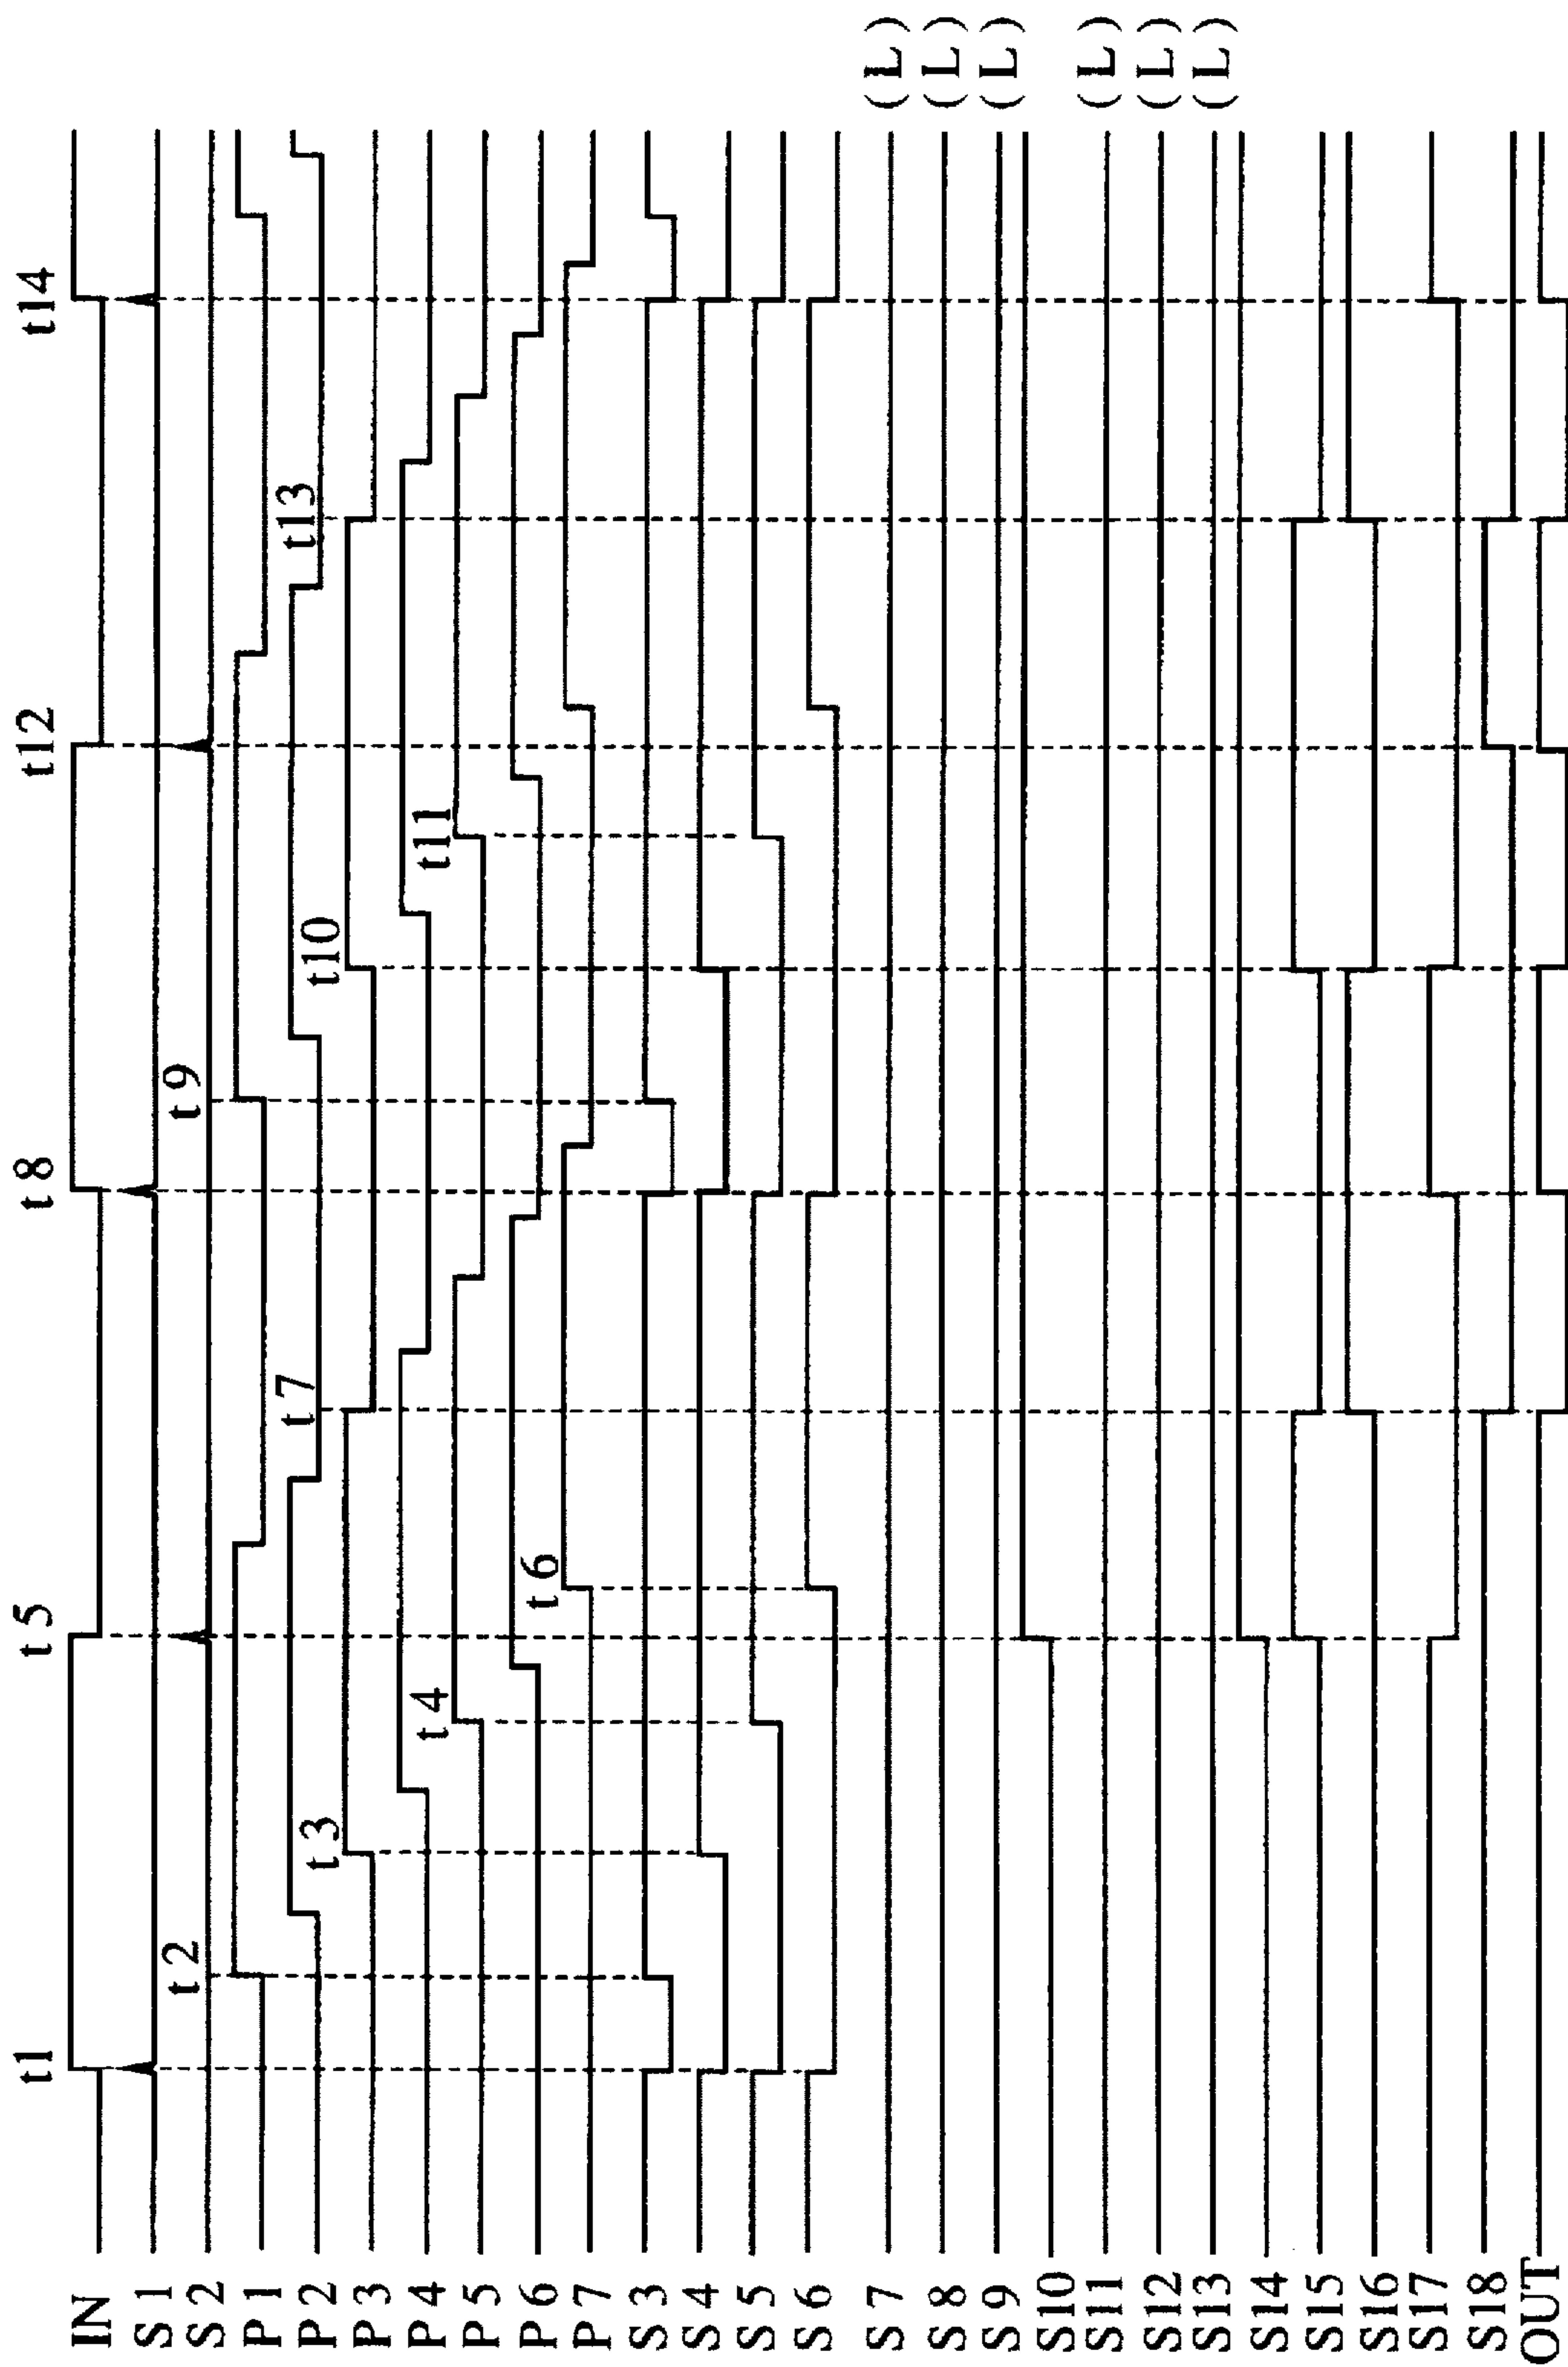 t1 t5 t8 t12 t14
IN
S1
S2
t2 t9
P1
P2
t3 t7 t10 t13
P3
P4
t4 t11
P5
P6
t6
P7
S3
S4
S5
S6
S7 (L)
S8 (L)
S9 (L)
S10
S11 (L)
S12 (L)
S13 (L)
S14
S15
S16
S17
S18
OUT